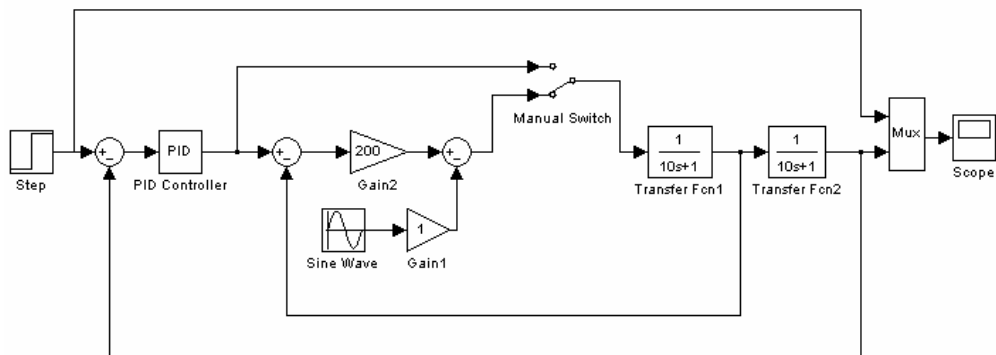 Manual Switch
Mux
Step
PID
PID Controller
200
Gain2
1
10s+1
Transfer Fcn1
1
10s+1
Transfer Fcn2
Scope
Sine Wave
1
Gain1